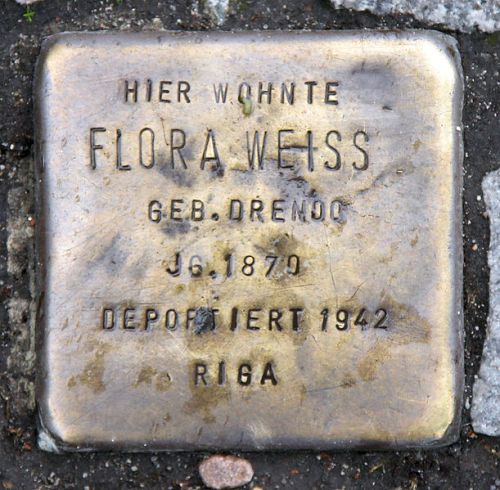 HIER WOHNTE
FLORA WEISS
GEB. DRENDO
JG. 1870
DEPORTIERT 1942
RIGA